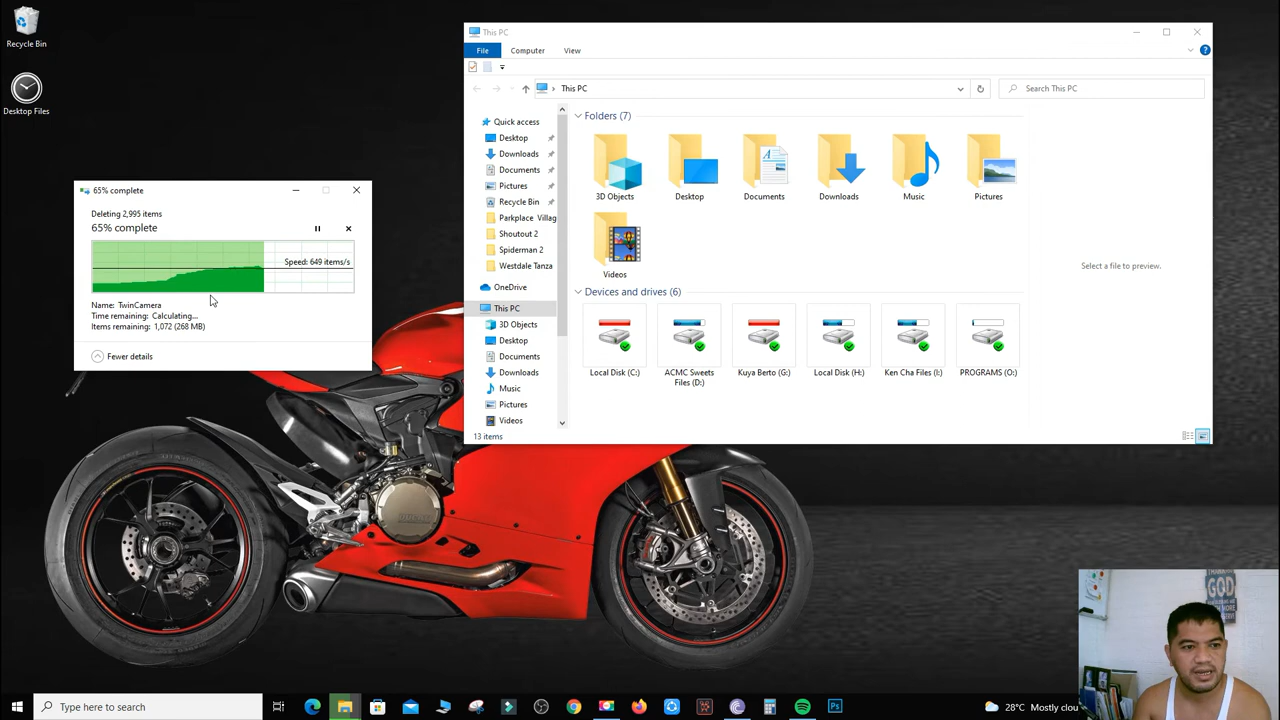 Recycle Bin
Desktop Files
65% complete
Deleting 2,995 items
65% complete
Speed: 649 items/s
Name: TwinCamera
Time remaining: Calculating...
Items remaining: 1,072 (268 MB)
Fewer details
This PC
File Computer View
This PC
Search This PC
Quick access
Desktop
Downloads
Documents
Pictures
Recycle Bin
Parkplace Villag
Shoutout 2
Spiderman 2
Westdale Tanza
OneDrive
This PC
3D Objects
Desktop
Documents
Downloads
Music
Pictures
Videos
Folders (7)
3D Objects
Desktop
Documents
Downloads
Music
Pictures
Videos
Devices and drives (6)
Local Disk (C:)
ACMC Sweets Files (D:)
Kuya Berto (G:)
Local Disk (H:)
Ken Cha Files (I:)
PROGRAMS (O:)
Select a file to preview.
13 items
GOD
Type here to search
Ps
28°C Mostly clou